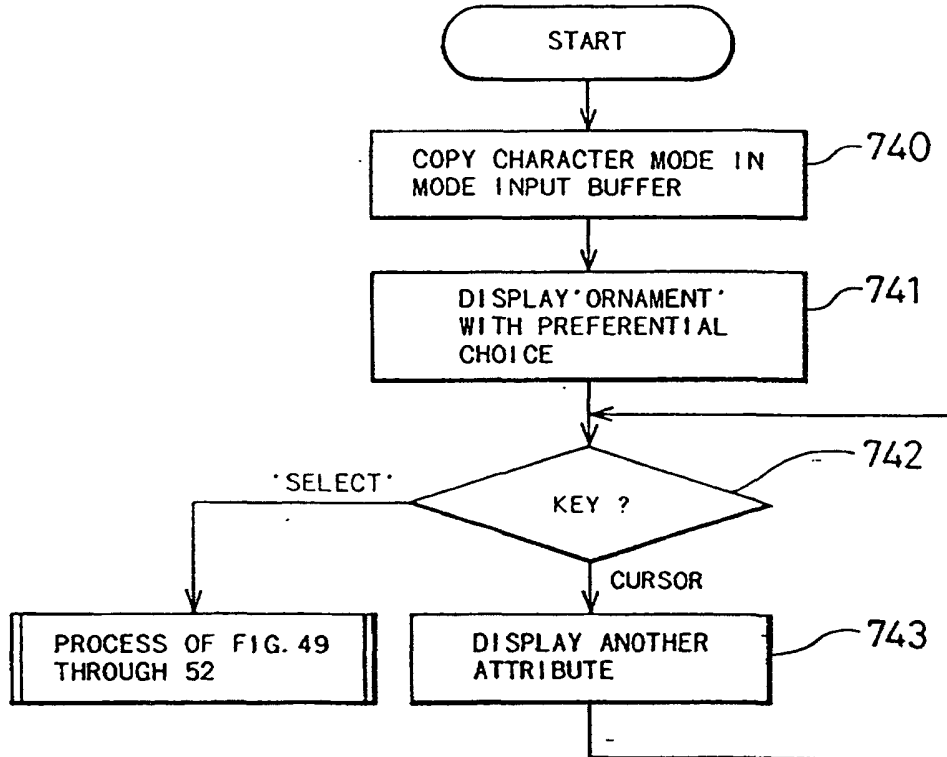 START
COPY CHARACTER MODE IN
MODE INPUT BUFFER
740
DISPLAY 'ORNAMENT'
WITH PREFERENTIAL
CHOICE
741
742
'SELECT'
KEY ?
CURSOR
PROCESS OF FIG. 49
THROUGH 52
DISPLAY ANOTHER
ATTRIBUTE
743